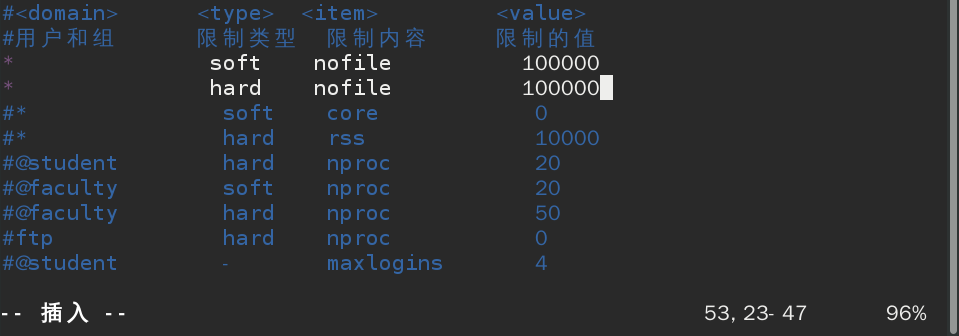 #<domain> <type> <item> <value>
#用户和组 限制类型 限制内容 限制的值
* soft nofile 100000
* hard nofile 100000
#* soft core 0
#* hard rss 10000
#@student hard nproc 20
#@faculty soft nproc 20
#@faculty hard nproc 50
#ftp hard nproc 0
#@student - maxlogins 4
-- 插入 -- 53,23-47 96%